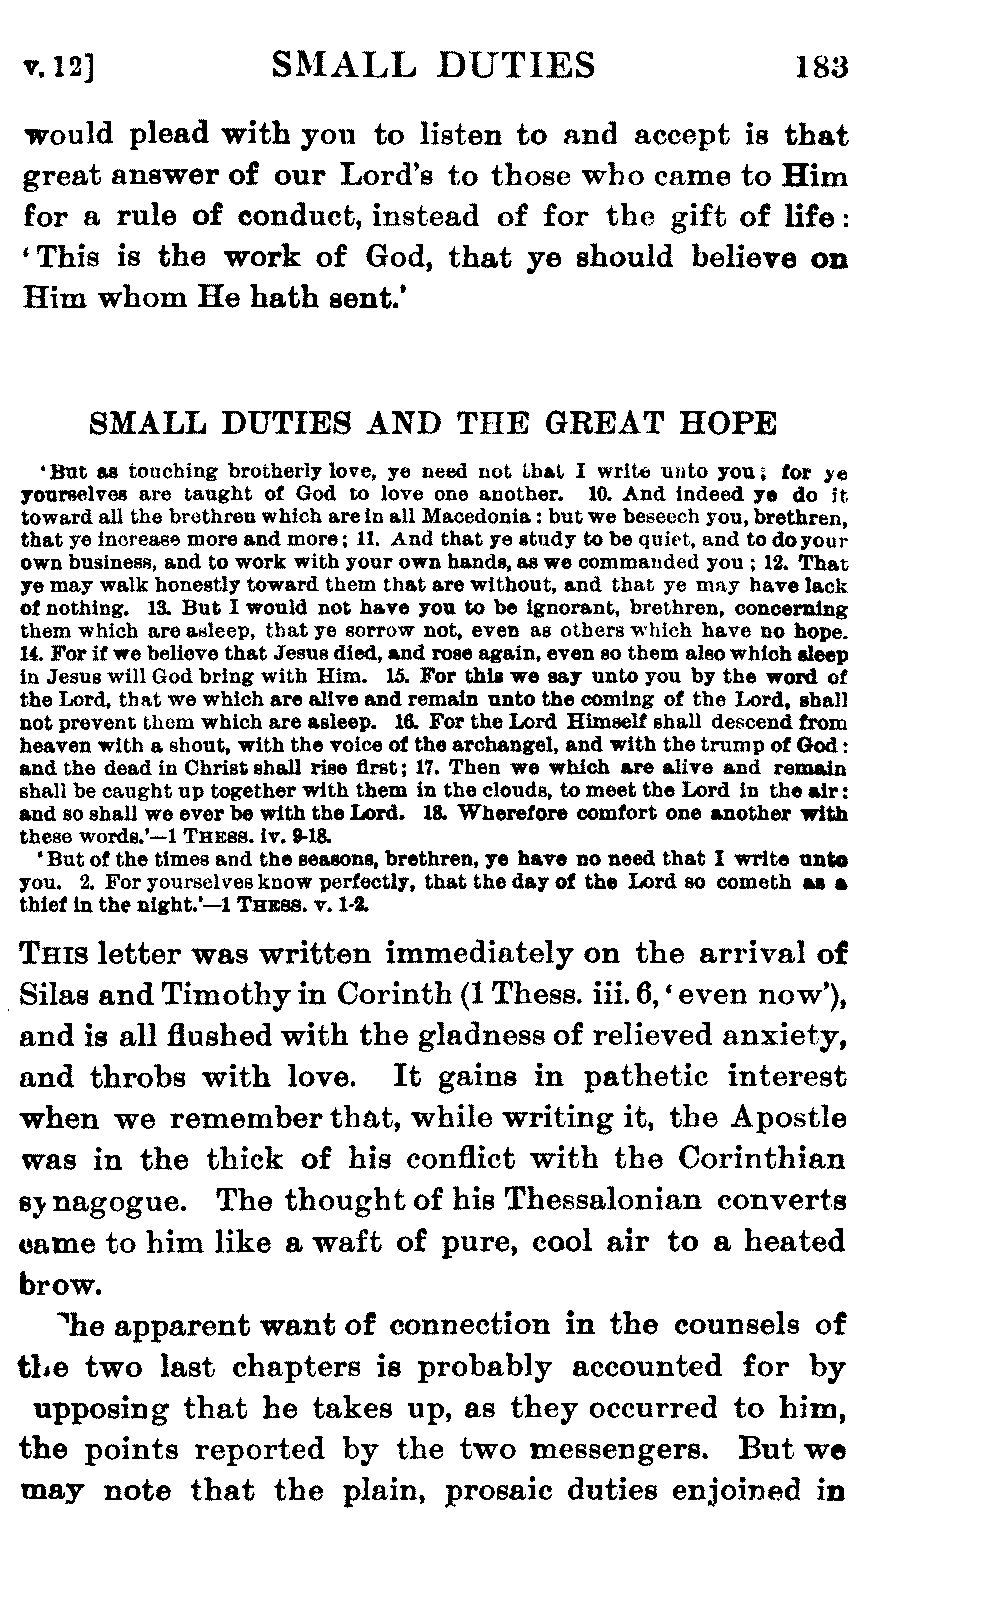 v. 12] SMALL DUTIES 183
would plead with you to listen to and accept is that
great answer of our Lord's to those who came to Him
for a rule of conduct, instead of for the gift of life:
'This is the work of God, that ye should believe on
Him whom He hath sent.'
SMALL DUTIES AND THE GREAT HOPE
'But as touching brotherly love, ye need not that I write unto you; for ye
yourselves are taught of God to love one another. 10. And indeed ye do it
toward all the brethren which are in all Macedonia: but we beseech you, brethren,
that ye increase more and more; 11. And that ye study to be quiet, and to do your
own business, and to work with your own hands, as we commanded you; 12. That
ye may walk honestly toward them that are without, and that ye may have lack
of nothing. 13. But I would not have you to be ignorant, brethren, concerning
them which are asleep, that ye sorrow not, even as others which have no hope.
14. For if we believe that Jesus died, and rose again, even so them also which sleep
in Jesus will God bring with Him. 15. For this we say unto you by the word of
the Lord, that we which are alive and remain unto the coming of the Lord, shall
not prevent them which are asleep. 16. For the Lord Himself shall descend from
heaven with a shout, with the voice of the archangel, and with the trump of God:
and the dead in Christ shall rise first; 17. Then we which are alive and remain
shall be caught up together with them in the clouds, to meet the Lord in the air:
and so shall we ever be with the Lord. 18. Wherefore comfort one another with
these words.'—1 THESS. iv. 9-18.
'But of the times and the seasons, brethren, ye have no need that I write unto
you. 2. For yourselves know perfectly, that the day of the Lord so cometh as a
thief in the night.'—1 THESS. v. 1-2.
THIS letter was written immediately on the arrival of
Silas and Timothy in Corinth (1 Thess. iii. 6, 'even now'),
and is all flushed with the gladness of relieved anxiety,
and throbs with love. It gains in pathetic interest
when we remember that, while writing it, the Apostle
was in the thick of his conflict with the Corinthian
synagogue. The thought of his Thessalonian converts
came to him like a waft of pure, cool air to a heated
brow.
he apparent want of connection in the counsels of
the two last chapters is probably accounted for by
upposing that he takes up, as they occurred to him,
the points reported by the two messengers. But we
may note that the plain, prosaic duties enjoined in